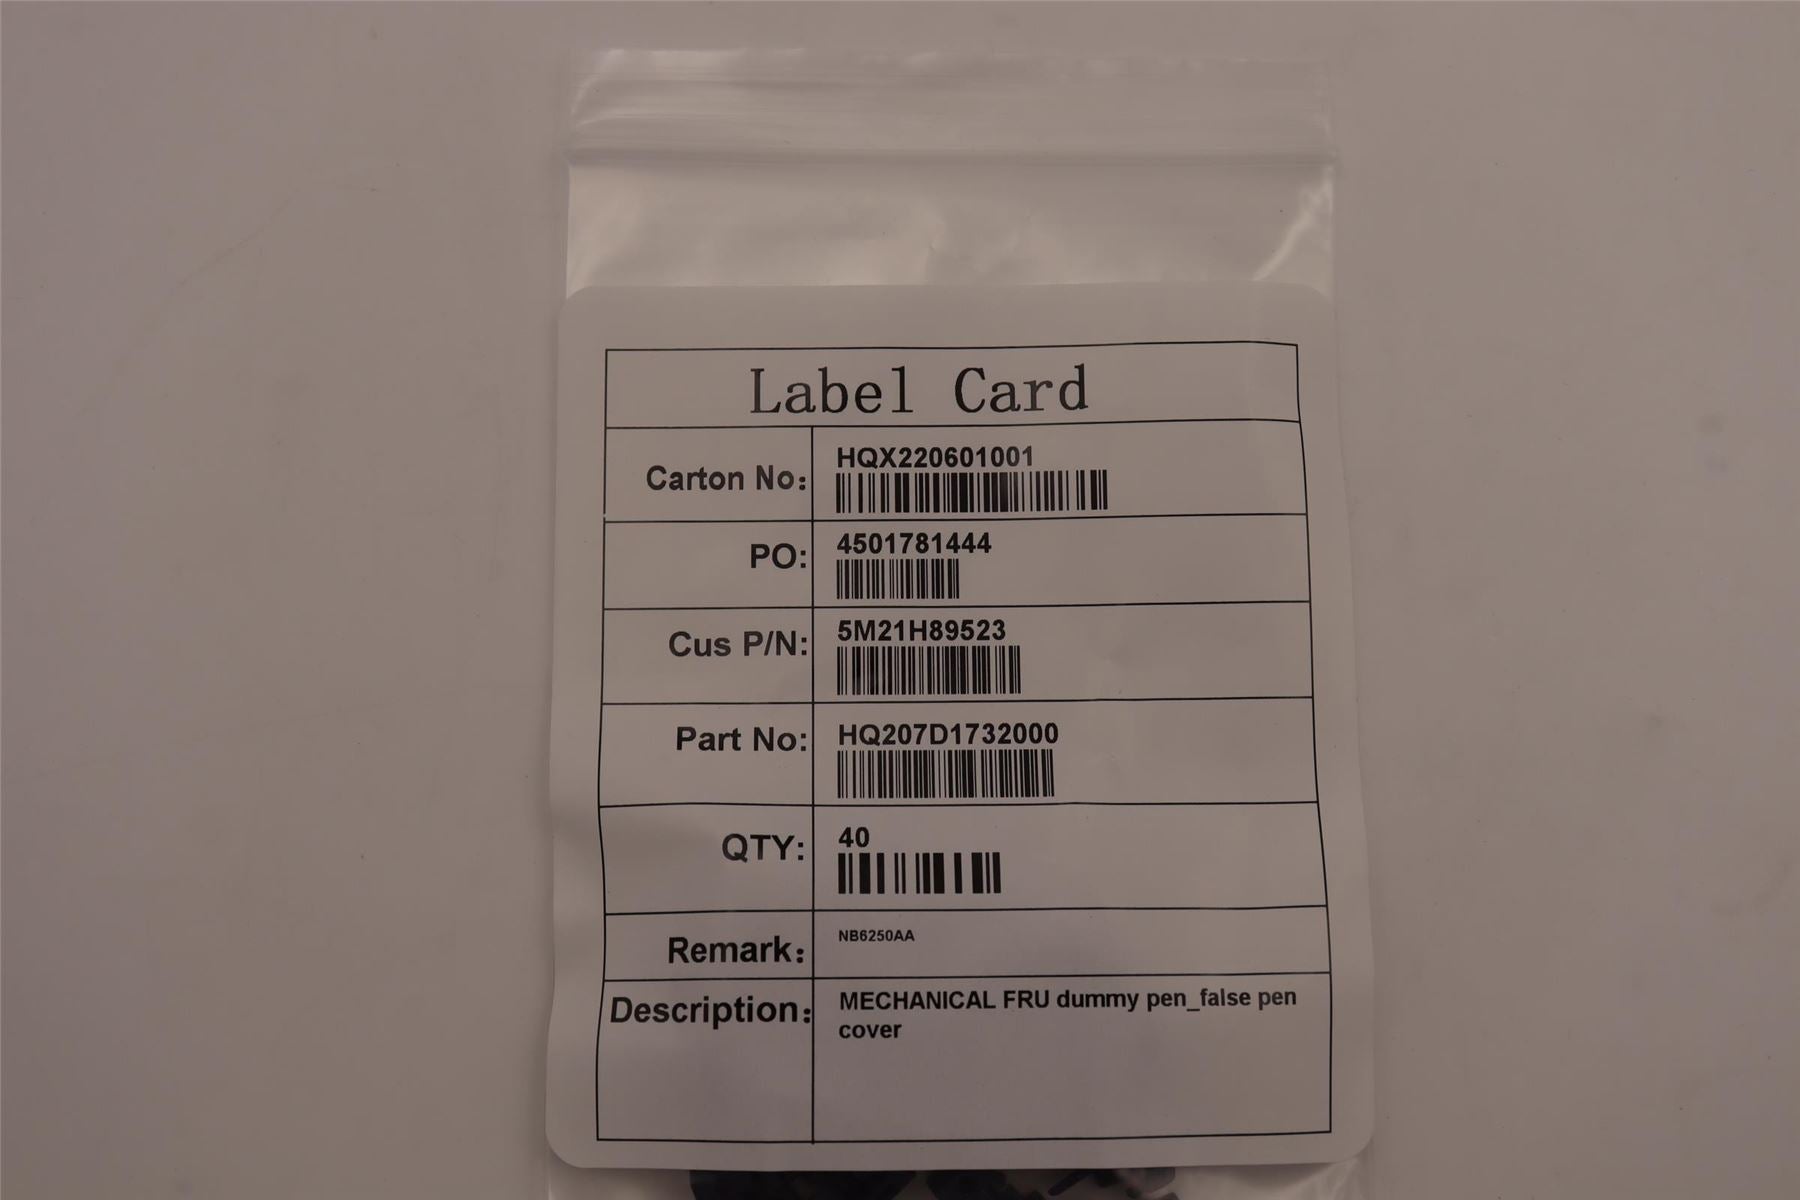 Label Card
Carton No: HQX220601001
PO: 4501781444
Cus P/N: 5M21H89523
Part No: HQ207D1732000
QTY: 40
Remark: NB6250AA
Description: MECHANICAL FRU dummy pen_false pen
cover